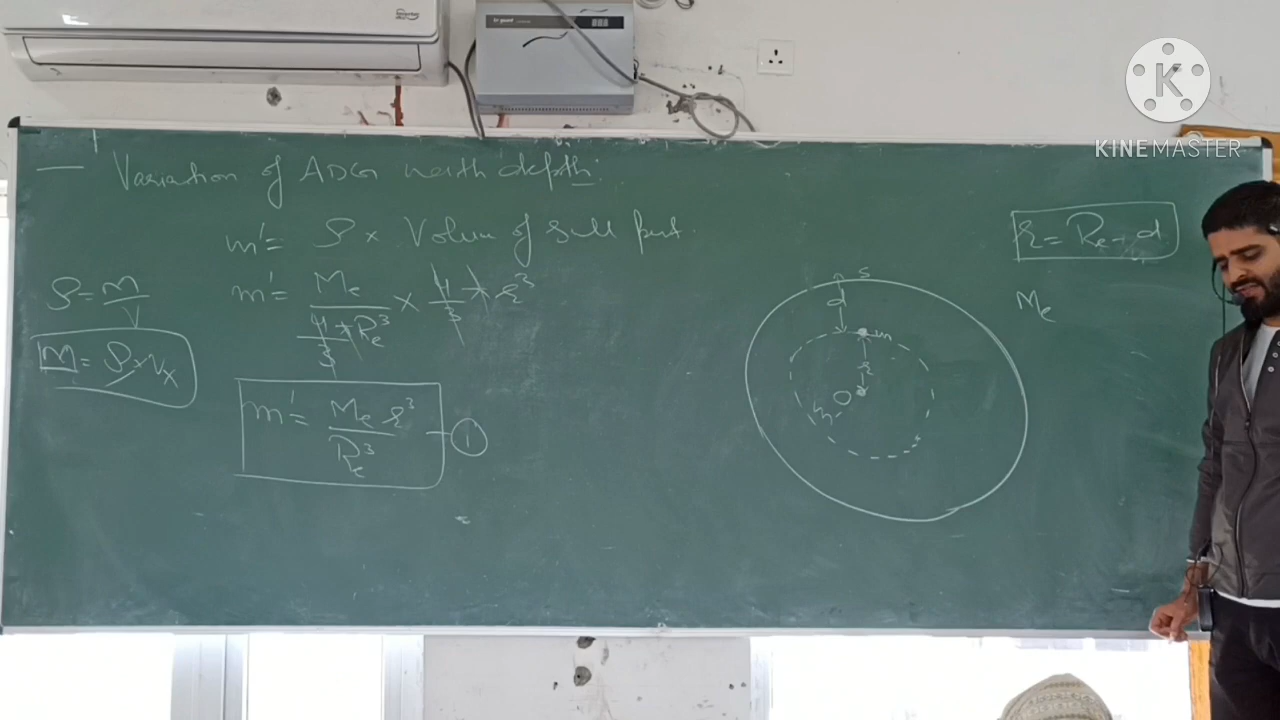 — Variation of ADG with depth:
m' = ρ × Volume of small part.
ρ = m/V
m' = Me / (4/3 π Re³) × 4/3 π r³
m = ρ × V
m' = Me r³ / Re³ — ①
r = Re - d
Me
s
d
m
r
O
KINEMASTER
K